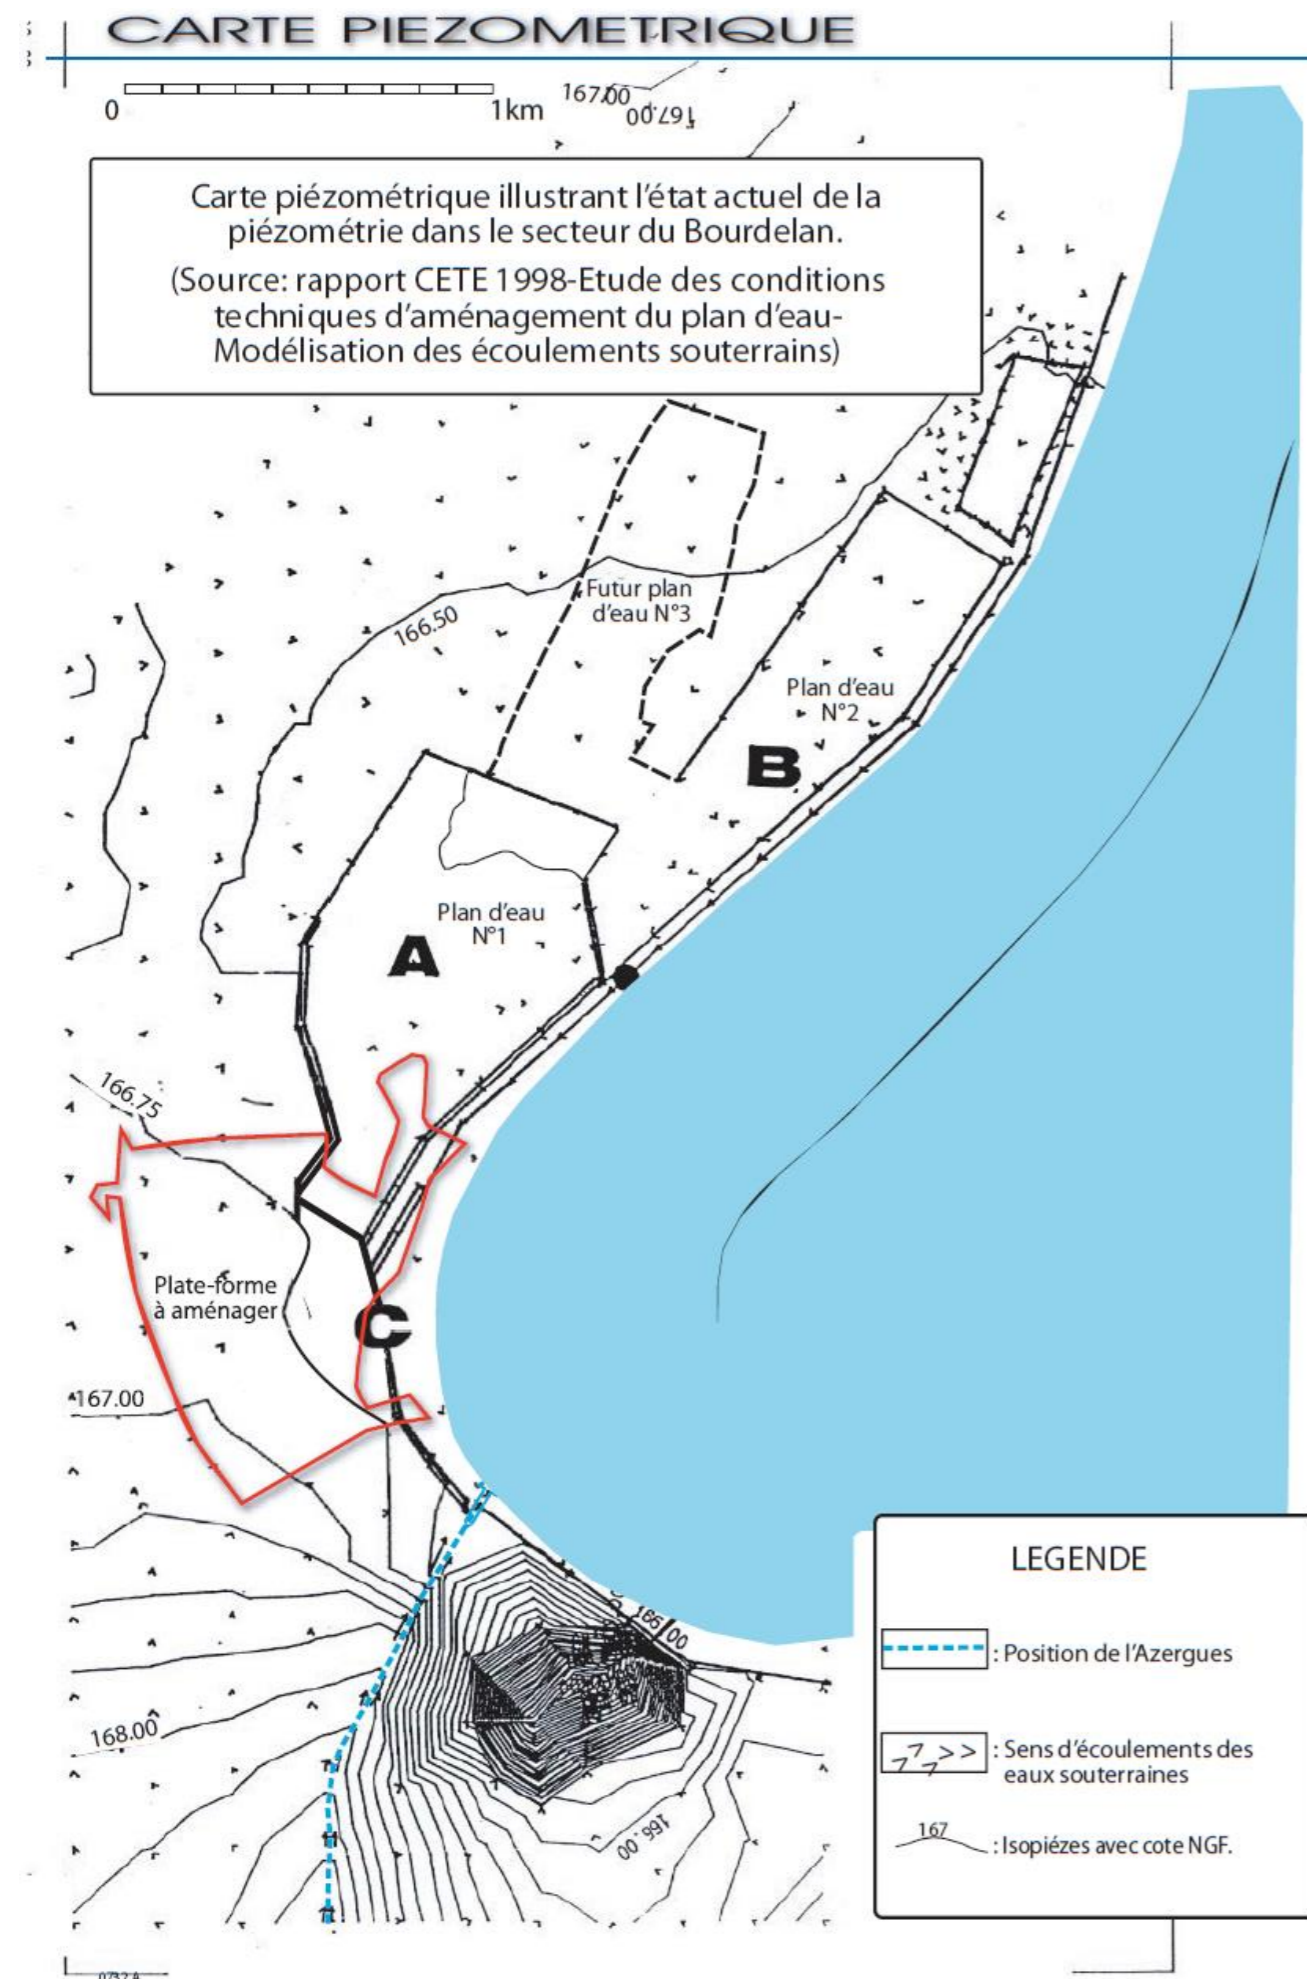 CARTE PIEZOMETRIQUE
0
1km
167.00
167.00
Carte piézométrique illustrant l'état actuel de la
piézométrie dans le secteur du Bourdelan.
(Source: rapport CETE 1998-Etude des conditions
techniques d'aménagement du plan d'eau-
Modélisation des écoulements souterrains)
Futur plan
d'eau N°3
166.50
Plan d'eau
N°2
B
Plan d'eau
N°1
A
166.75
Plate-forme
à aménager
C
167.00
LEGENDE
166.00
: Position de l'Azergues
168.00
: Sens d'écoulements des
eaux souterraines
166.00
167
: Isopiézes avec cote NGF.